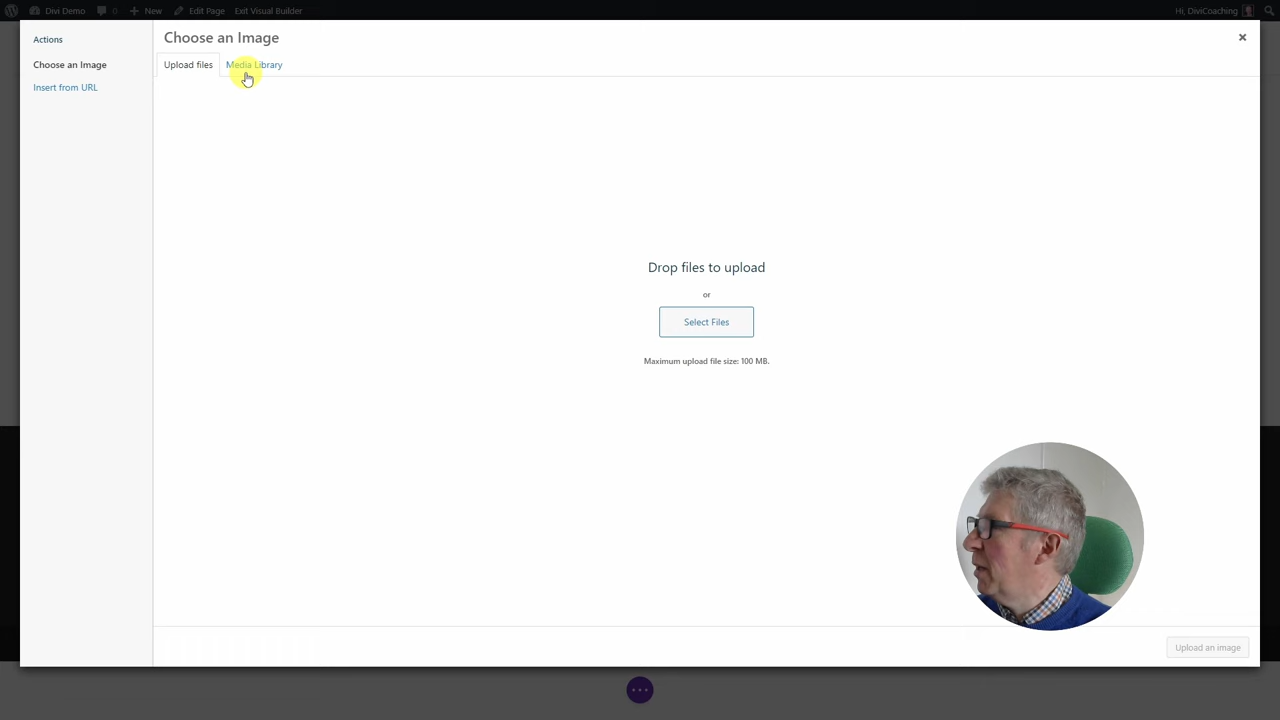 Divi Demo 0 New Edit Page Exit Visual Builder Hi, DiviCoaching
Actions
Choose an Image
Insert from URL
Choose an Image
Upload files Media Library
Drop files to upload
or
Select Files
Maximum upload file size: 100 MB.
Upload an image